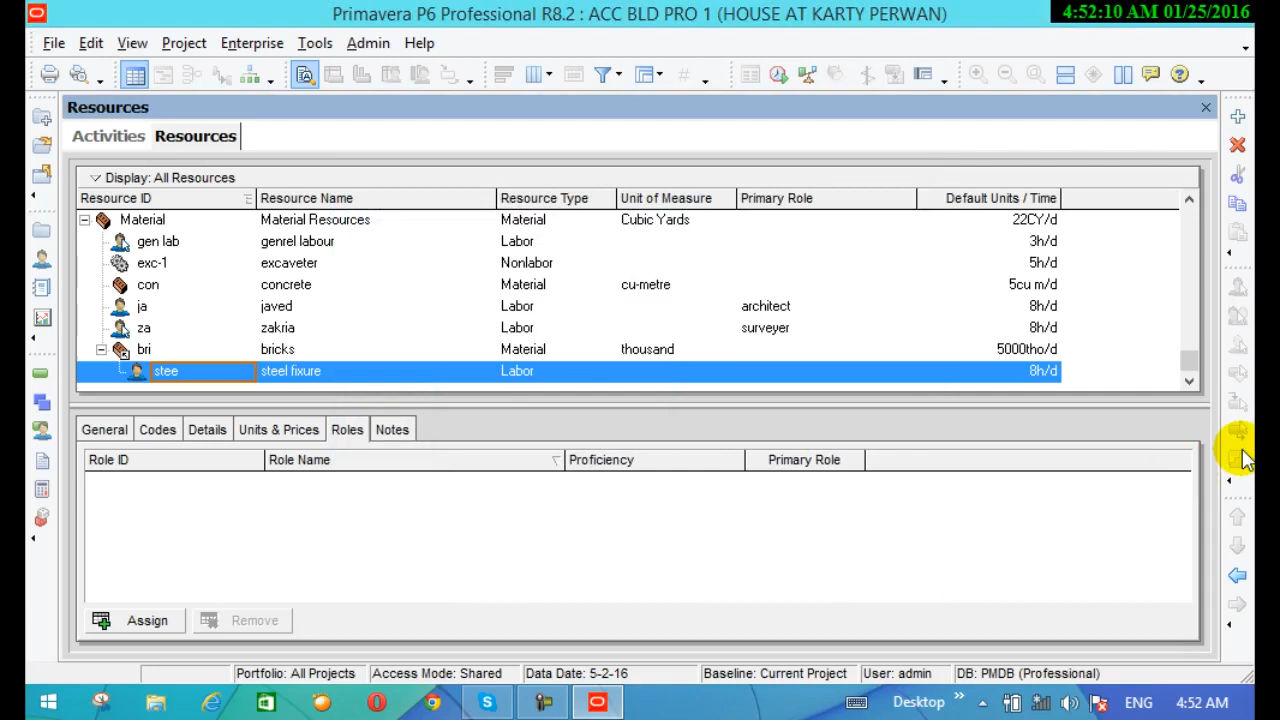 Primavera P6 Professional R8.2 : ACC BLD PRO 1 (HOUSE AT KARTY PERWAN)
4:52:10 AM 01/25/2016
File Edit View Project Enterprise Tools Admin Help
Resources
Activities Resources
Display: All Resources
Resource ID Resource Name Resource Type Unit of Measure Primary Role Default Units / Time
Material Material Resources Material Cubic Yards 22CY/d
gen lab genrel labour Labor 3h/d
exc-1 excaveter Nonlabor 5h/d
con concrete Material cu-metre 5cu m/d
ja javed Labor architect 8h/d
za zakria Labor surveyer 8h/d
bri bricks Material thousand 5000tho/d
stee steel fixure Labor 8h/d
General Codes Details Units & Prices Roles Notes
Role ID Role Name Proficiency Primary Role
Assign Remove
Portfolio: All Projects Access Mode: Shared Data Date: 5-2-16 Baseline: Current Project User: admin DB: PMDB (Professional)
Desktop ENG 4:52 AM